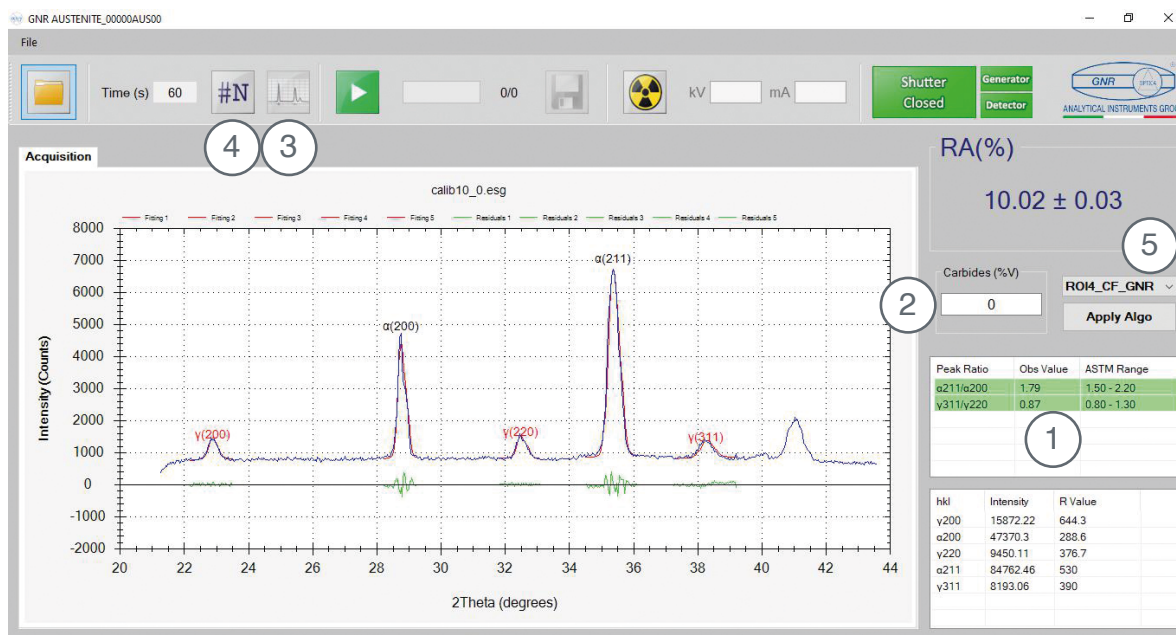 GNR AUSTENITE_00000AUS00
File
Time (s) 60 #N 0/0 kV mA
Shutter Closed
Generator
Detector
GNR OPTICA
ANALYTICAL INSTRUMENTS GROUP
4 3
Acquisition
calib10_0.esg
Fitting 1 Fitting 2 Fitting 3 Fitting 4 Fitting 5 Residuals 1 Residuals 2 Residuals 3 Residuals 4 Residuals 5
8000
7000
6000
5000
4000
3000
2000
1000
0
-1000
-2000
Intensity (Counts)
γ(200)
α(200)
γ(220)
α(211)
γ(311)
20 22 24 26 28 30 32 34 36 38 40 42 44
2Theta (degrees)
RA(%)
10.02 ± 0.03
5
Carbides (%V)
2
0
ROI4_CF_GNR
Apply Algo
Peak Ratio Obs Value ASTM Range
α211/α200 1.79 1.50 - 2.20
γ311/γ220 0.87 0.80 - 1.30
1
hkl Intensity R Value
γ200 15872.22 644.3
α200 47370.3 288.6
γ220 9450.11 376.7
α211 84762.46 530
γ311 8193.06 390